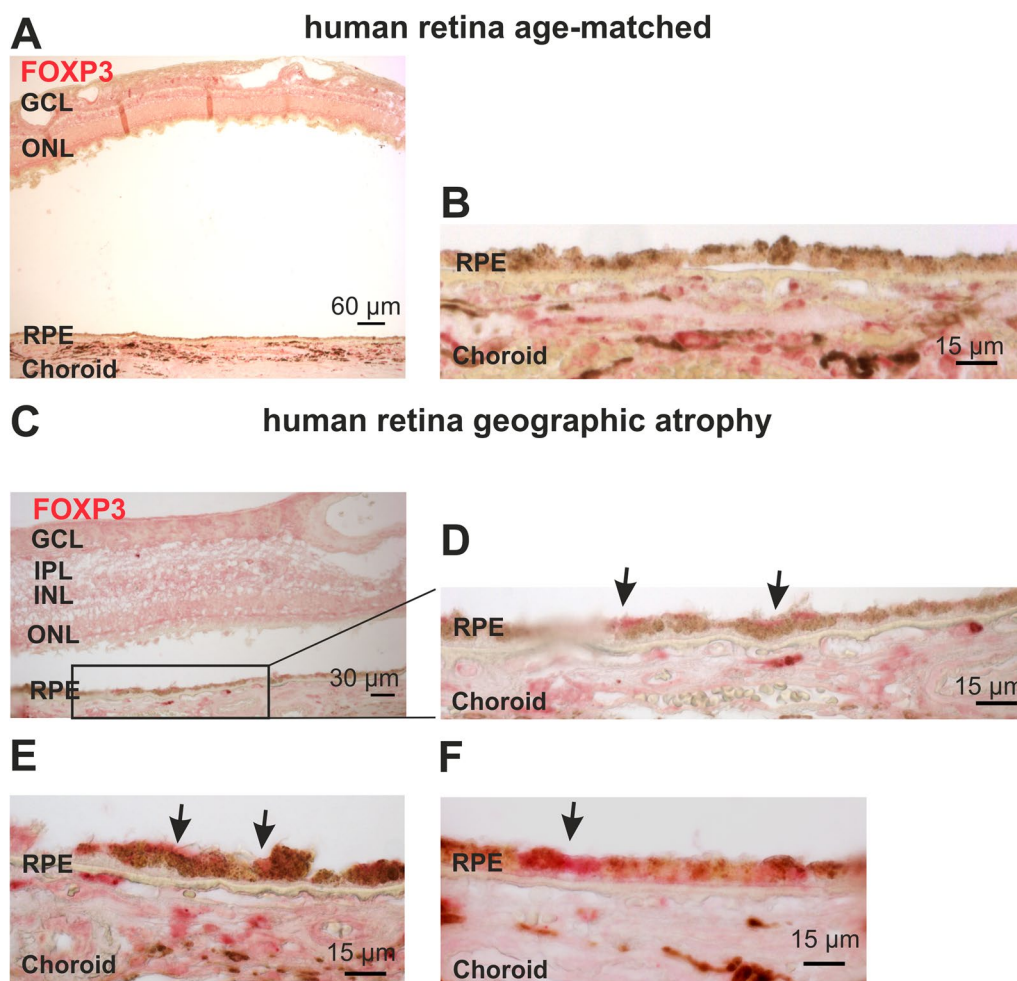 human retina age-matched
A
FOXP3
GCL
ONL
60 µm
RPE
Choroid
B
RPE
Choroid
15 µm
human retina geographic atrophy
C
FOXP3
GCL
IPL
INL
ONL
RPE
30 µm
D
RPE
Choroid
15 µm
E
RPE
Choroid
15 µm
F
RPE
Choroid
15 µm